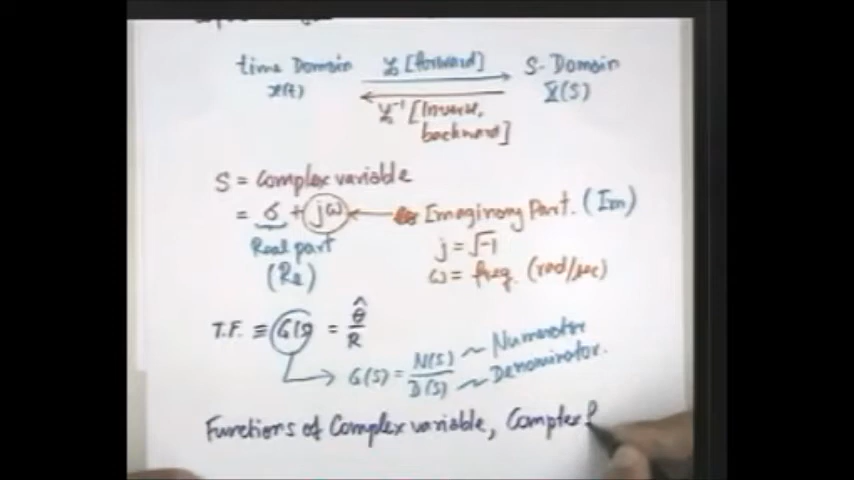 time Domain ℒ [forward] S-Domain
x(t) X(S)
ℒ⁻¹ [Inverse,
backward]
S = Complex variable
= σ + jω ← Imaginary Part. (Im)
Real part j = √-1
(Re) ω = freq. (rad/sec)
T.F. ≡ G(s) = θ̂/R
G(S) = N(S)/D(S) ~ Numerator ~ Denominator.
Functions of Complex variable, Complex f